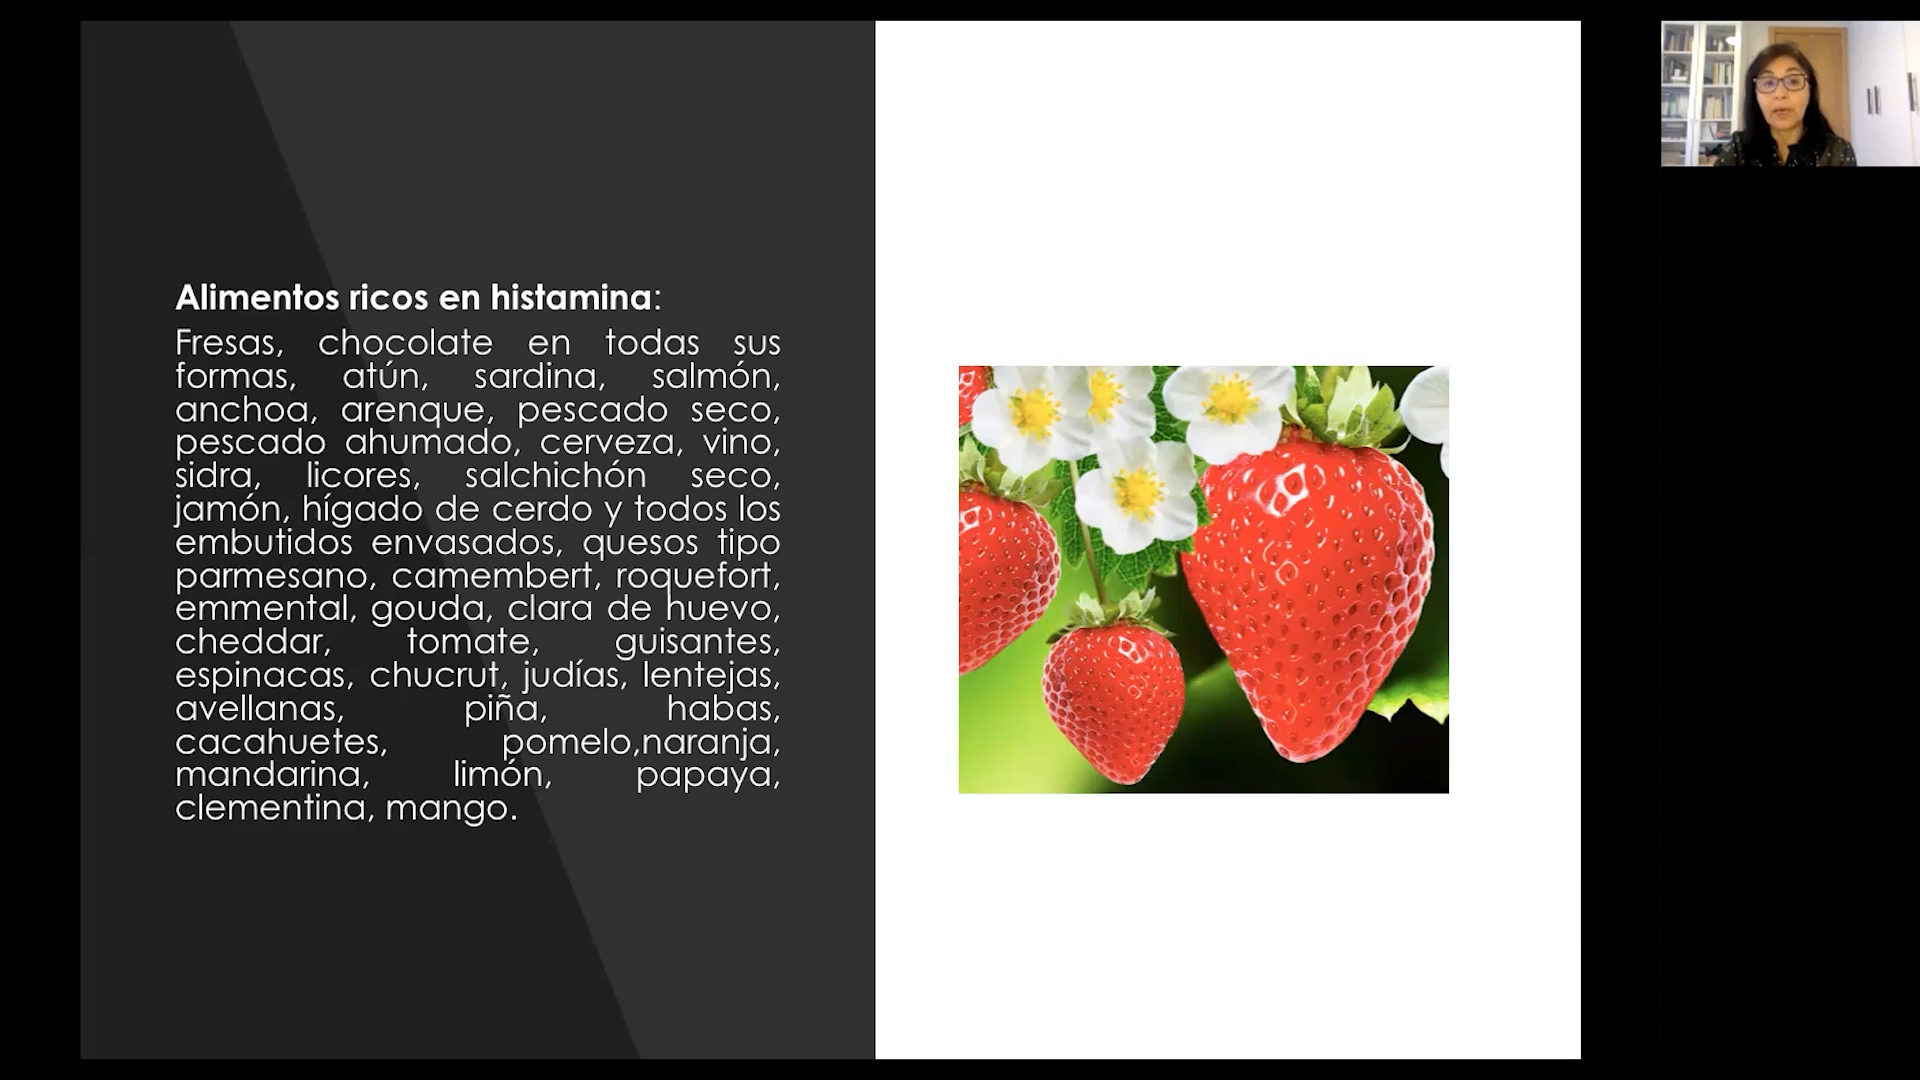 Alimentos ricos en histamina:
Fresas, chocolate en todas sus
formas, atún, sardina, salmón,
anchoa, arenque, pescado seco,
pescado ahumado, cerveza, vino,
sidra, licores, salchichón seco,
jamón, hígado de cerdo y todos los
embutidos envasados, quesos tipo
parmesano, camembert, roquefort,
emmental, gouda, clara de huevo,
cheddar, tomate, guisantes,
espinacas, chucrut, judías, lentejas,
avellanas, piña, habas,
cacahuetes, pomelo,naranja,
mandarina, limón, papaya,
clementina, mango.